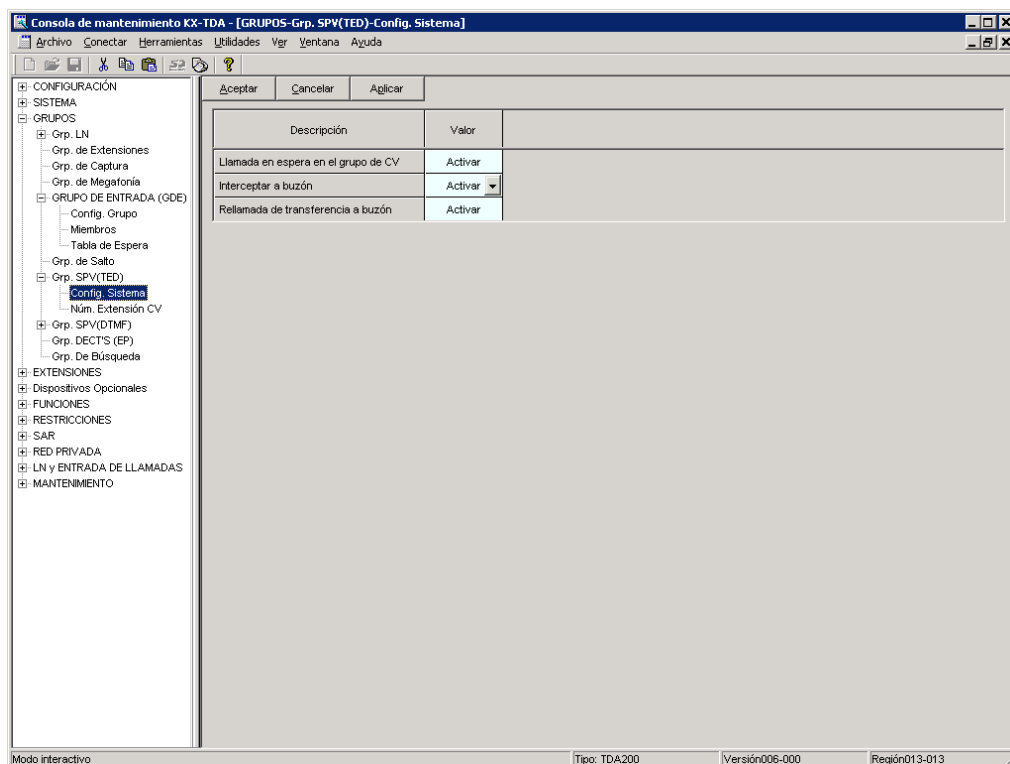 Consola de mantenimiento KX-TDA - [GRUPOS-Grp. SPV(TED)-Config. Sistema]
Archivo Conectar Herramientas Utilidades Ver Ventana Ayuda
CONFIGURACIÓN
SISTEMA
GRUPOS
Grp. LN
Grp. de Extensiones
Grp. de Captura
Grp. de Megafonía
GRUPO DE ENTRADA (GDE)
Config. Grupo
Miembros
Tabla de Espera
Grp. de Salto
Grp. SPV(TED)
Config. Sistema
Núm. Extensión CV
Grp. SPV(DTMF)
Grp. DECT'S (EP)
Grp. De Búsqueda
EXTENSIONES
Dispositivos Opcionales
FUNCIONES
RESTRICCIONES
SAR
RED PRIVADA
LN y ENTRADA DE LLAMADAS
MANTENIMIENTO
Aceptar Cancelar Aplicar
Descripción Valor
Llamada en espera en el grupo de CV Activar
Interceptar a buzón Activar
Rellamada de transferencia a buzón Activar
Modo interactivo Tipo: TDA200 Versión006-000 Región013-013